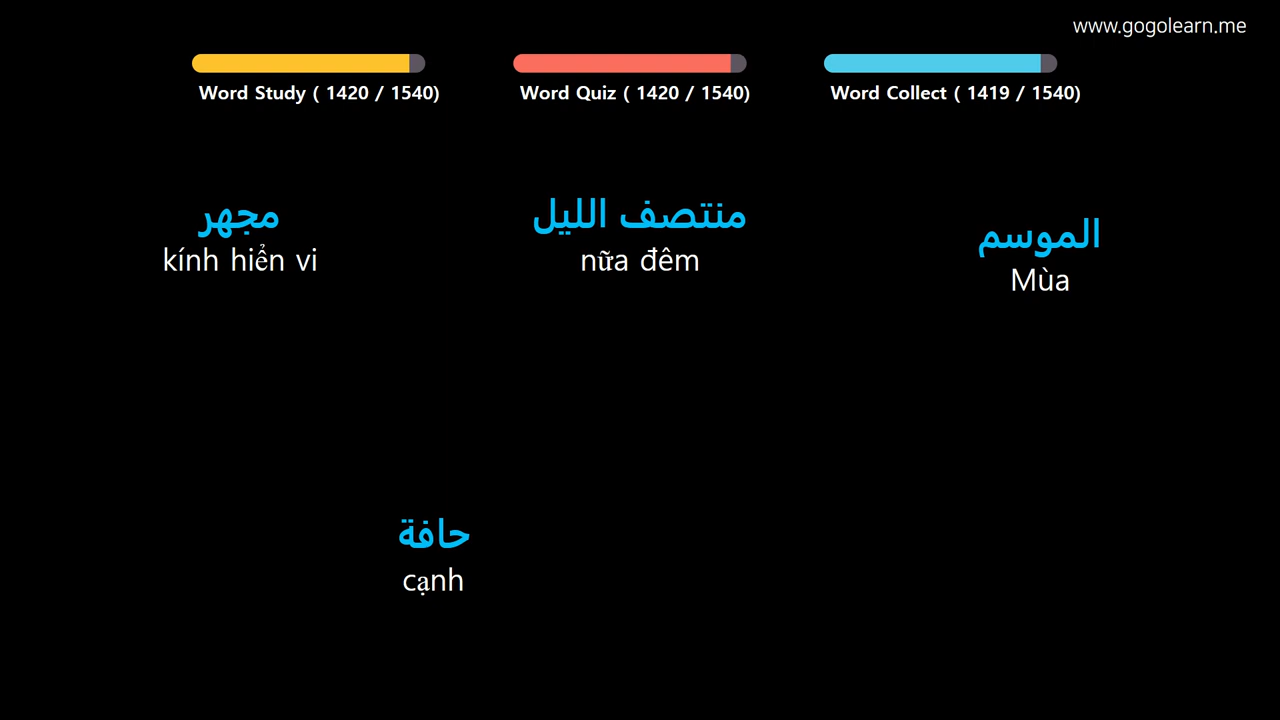 www.gogolearn.me
Word Study ( 1420 / 1540)
Word Quiz ( 1420 / 1540)
Word Collect ( 1419 / 1540)
مجهر
kính hiển vi
منتصف الليل
nữa đêm
الموسم
Mùa
حافة
cạnh